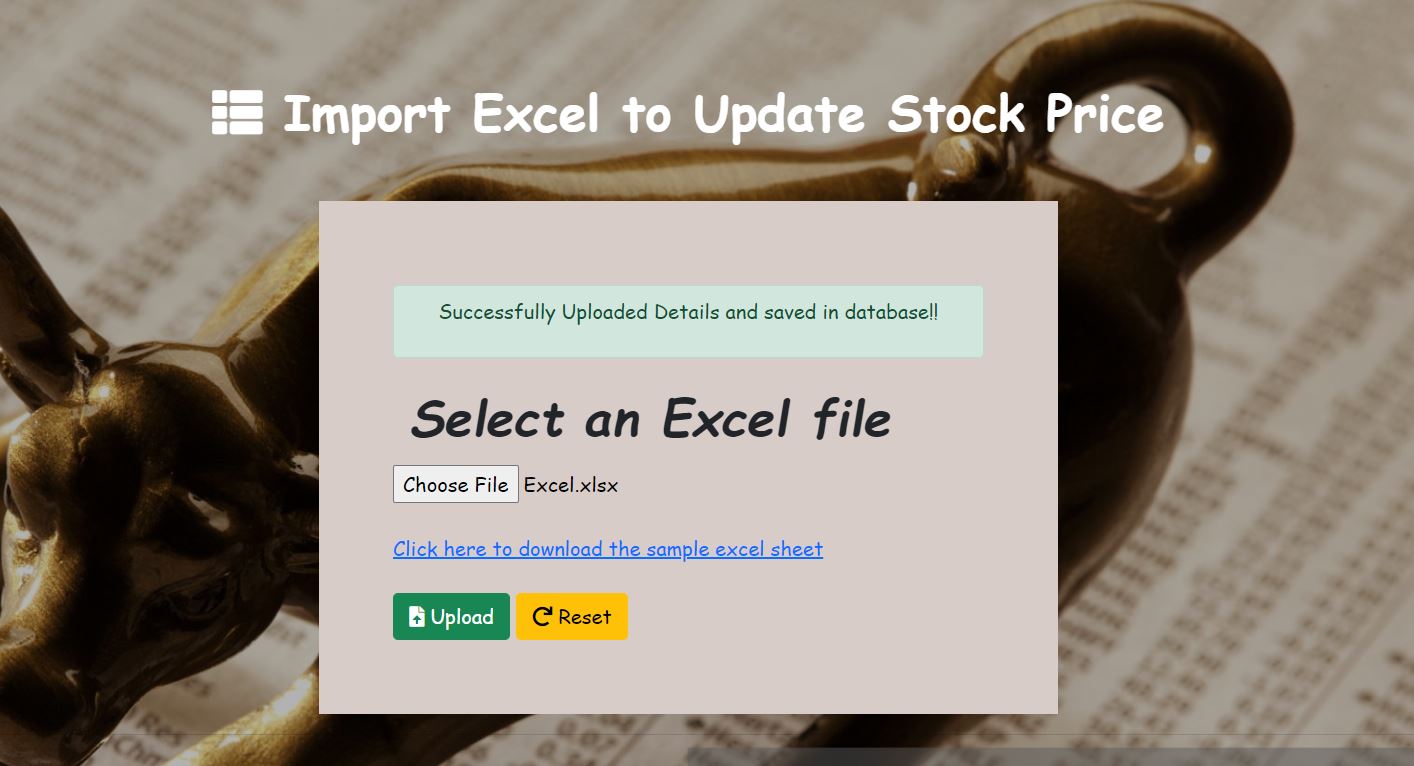 Import Excel to Update Stock Price
Successfully Uploaded Details and saved in database!!
Select an Excel file
Choose File Excel.xlsx
Click here to download the sample excel sheet
Upload Reset